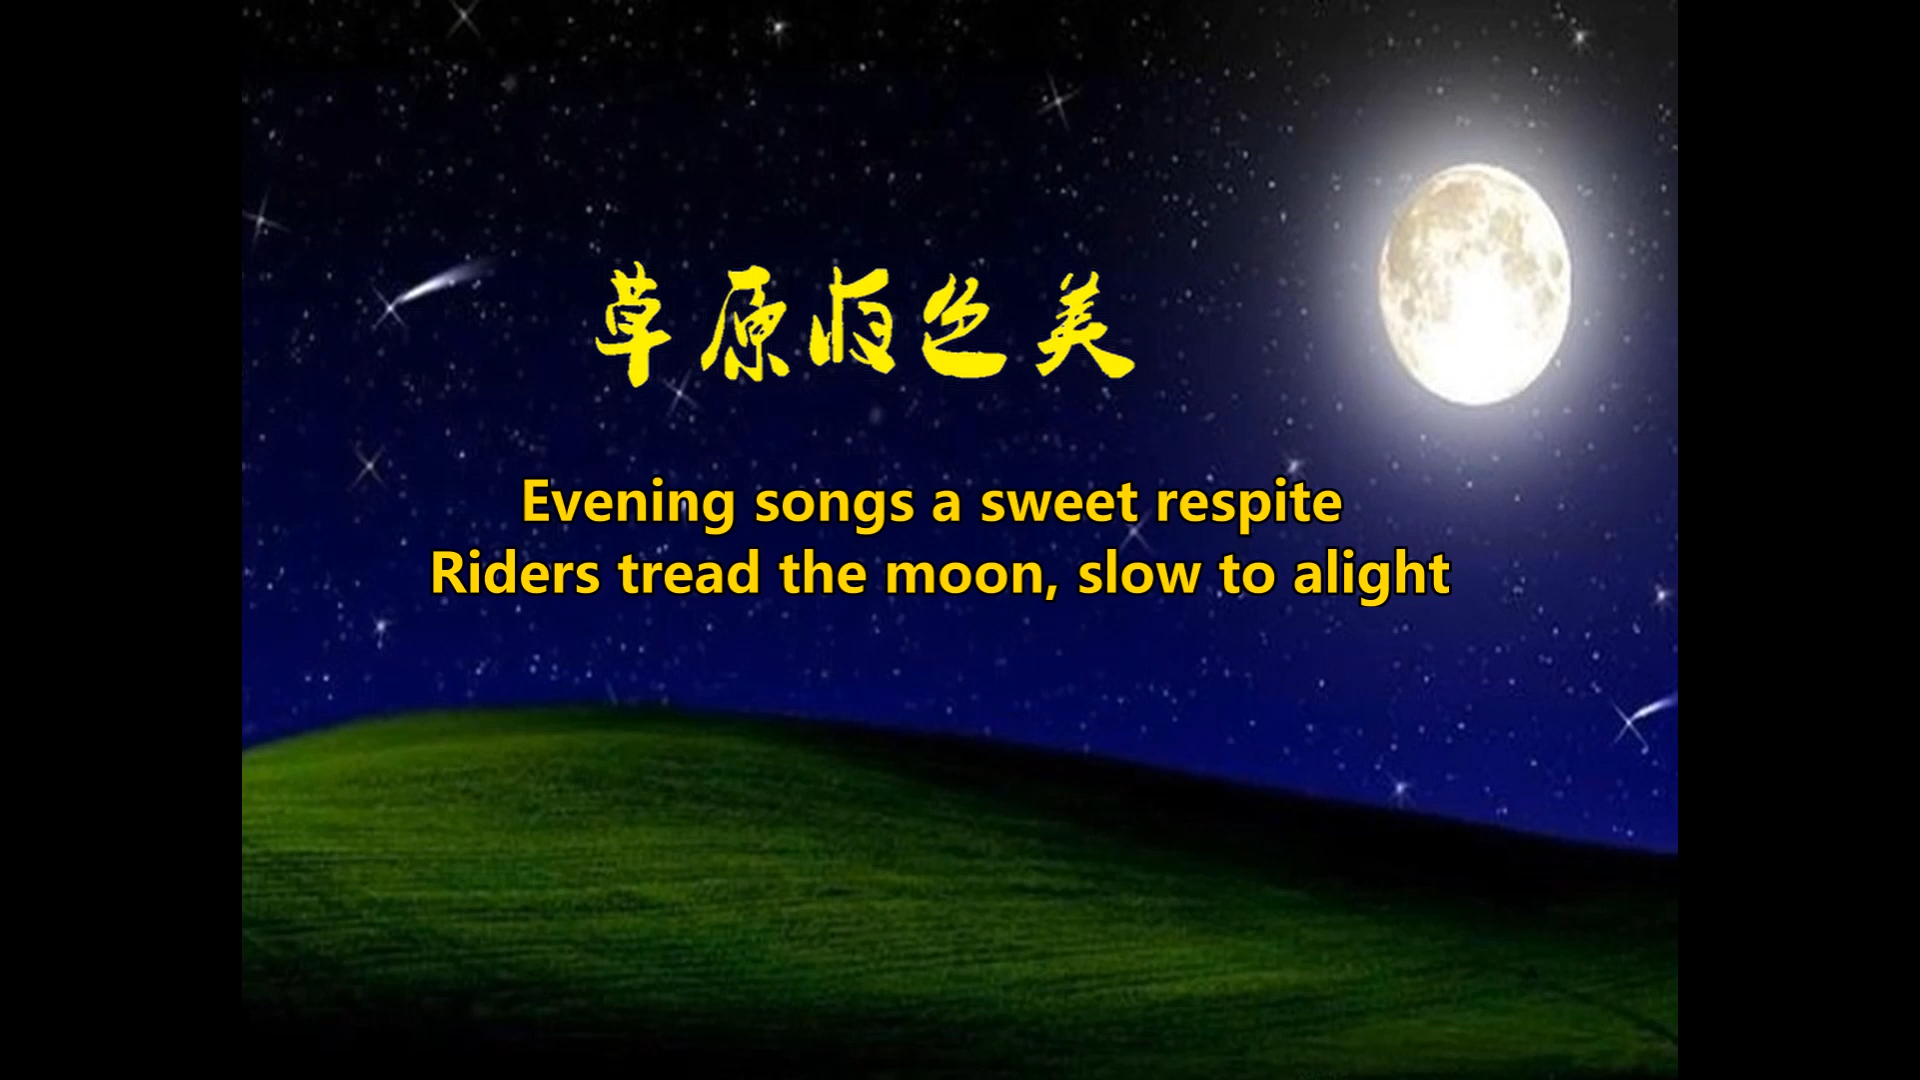 草原夜色美
Evening songs a sweet respite
Riders tread the moon, slow to alight